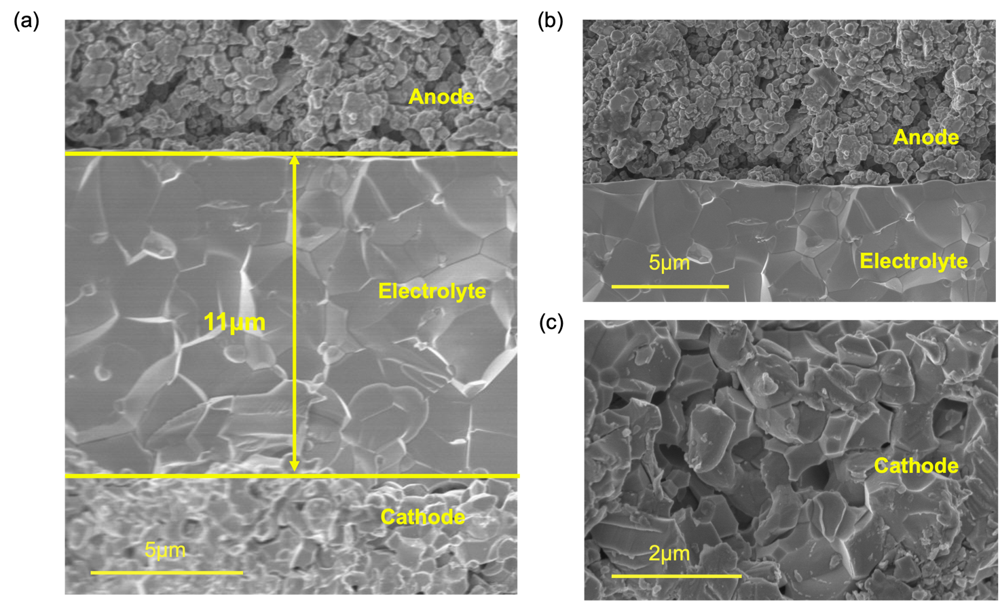 (a)
Anode
11μm
Electrolyte
Cathode
5μm
(b)
Anode
Electrolyte
5μm
(c)
Cathode
2μm